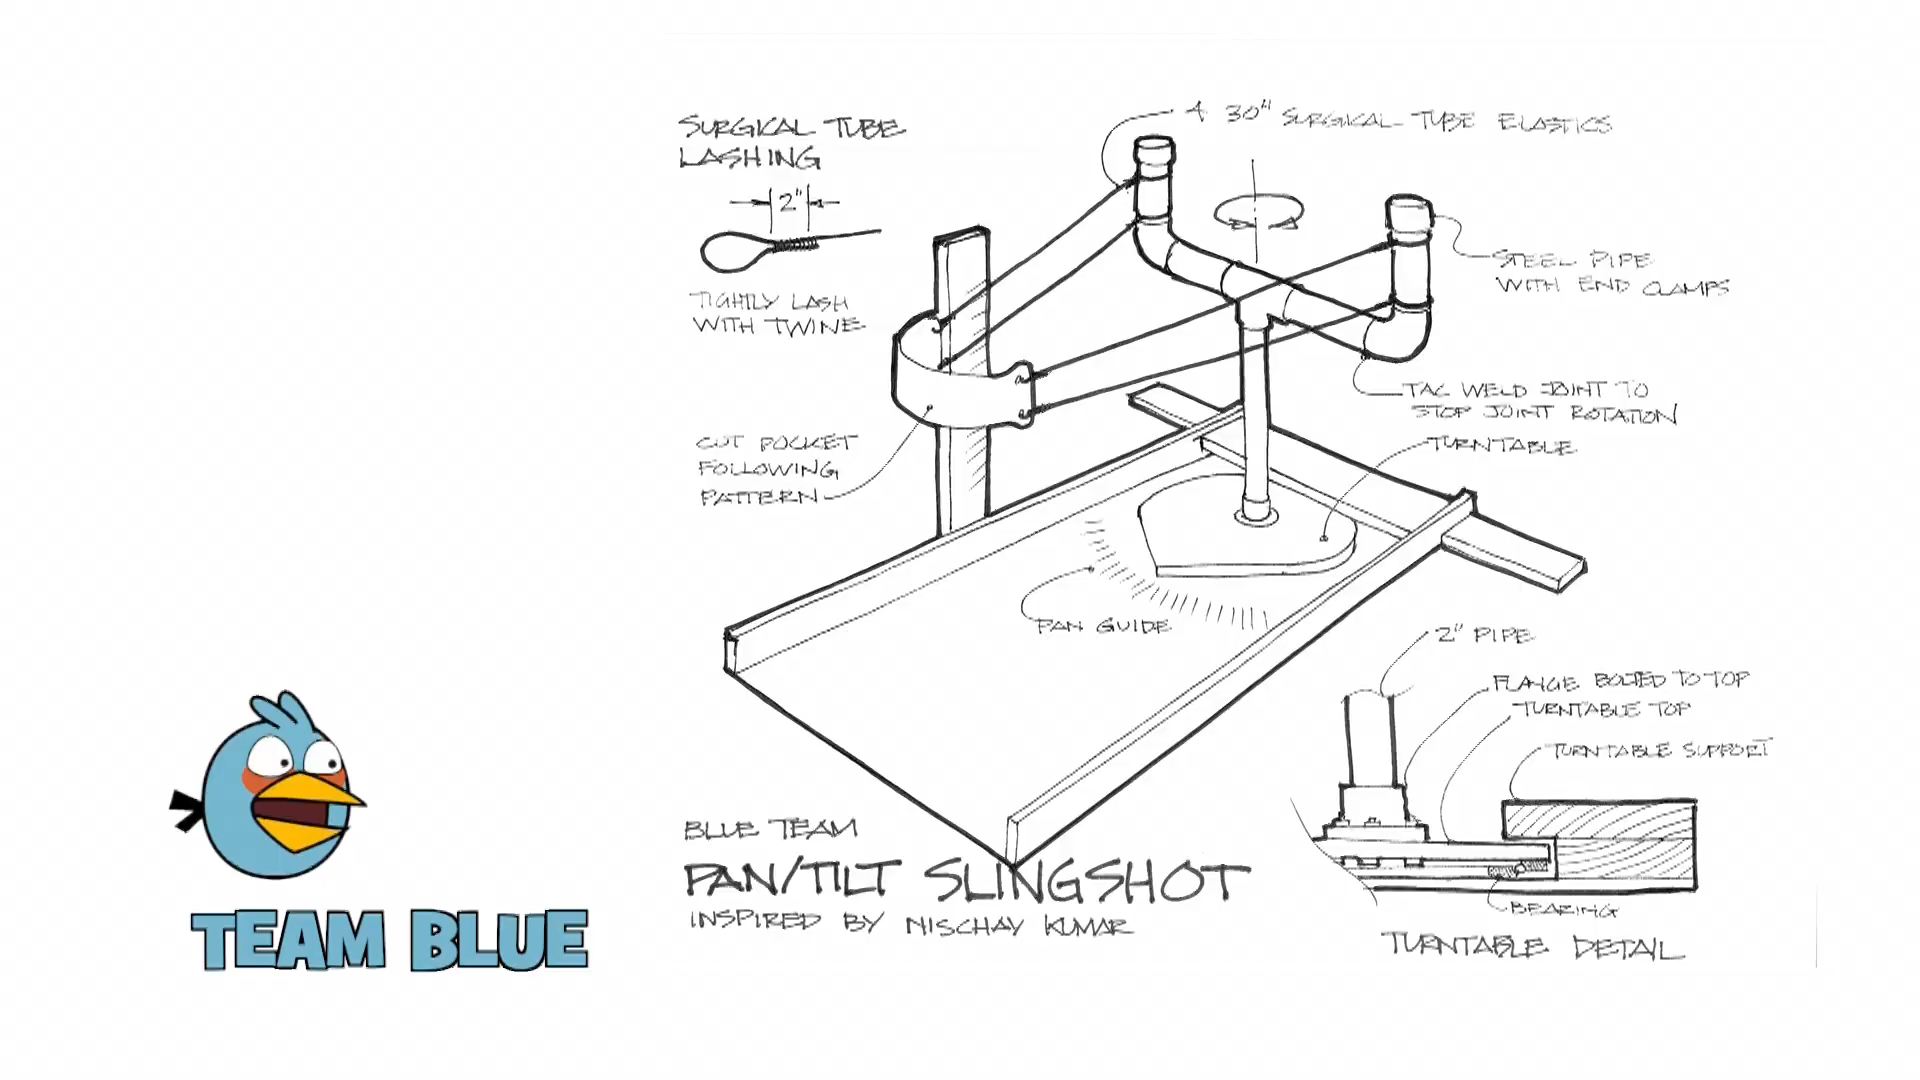 SURGICAL TUBE
LASHING
2"
TIGHTLY LASH
WITH TWINE
4 30" SURGICAL TUBE ELASTICS
STEEL PIPE
WITH END CLAMPS
TAC WELD JOINT TO
STOP JOINT ROTATION
TURNTABLE
CUT POCKET
FOLLOWING
PATTERN
PAN GUIDE
2" PIPE
FLANGE BOLTED TO TOP
TURNTABLE TOP
TURNTABLE SUPPORT
BEARING
TURNTABLE DETAIL
BLUE TEAM
PAN/TILT SLINGSHOT
INSPIRED BY NISCHAY KUMAR
TEAM BLUE